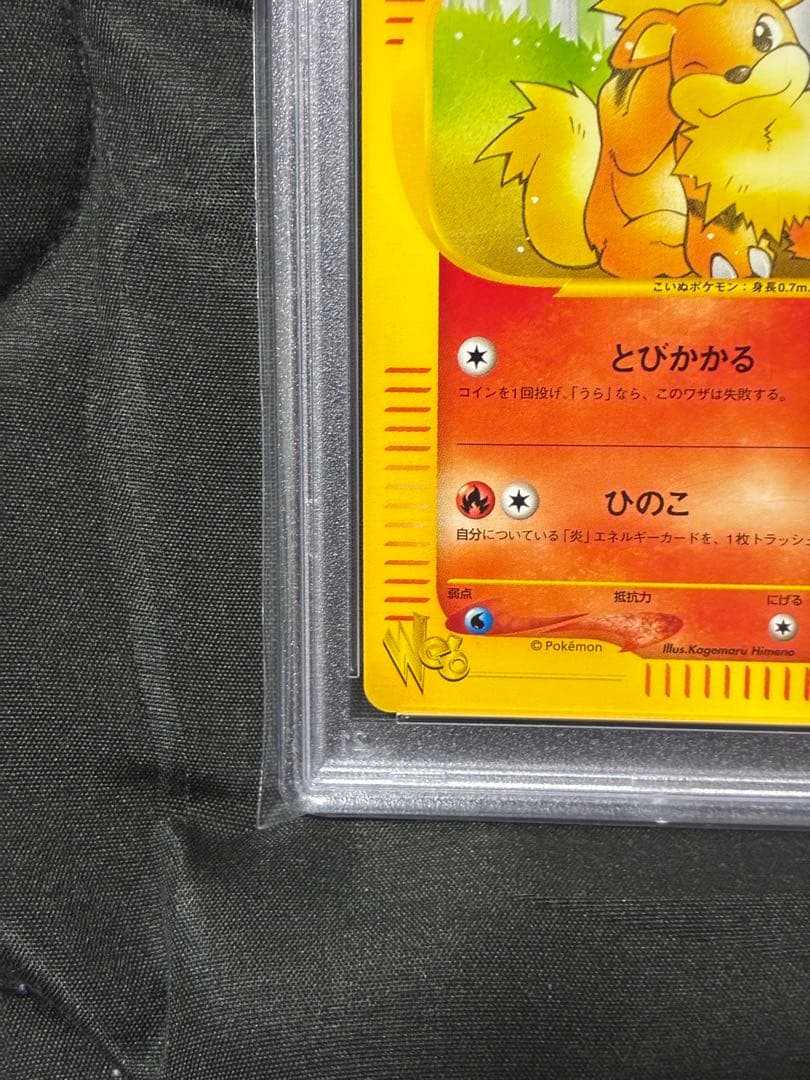 こいぬポケモン：身長0.7m.
とびかかる
コインを1回投げ、「うら」なら、このワザは失敗する。
ひのこ
自分についている「炎」エネルギーカードを、1枚トラッシュ
弱点 抵抗力 にげる
Web
© Pokémon Illus.Kagemaru Himeno